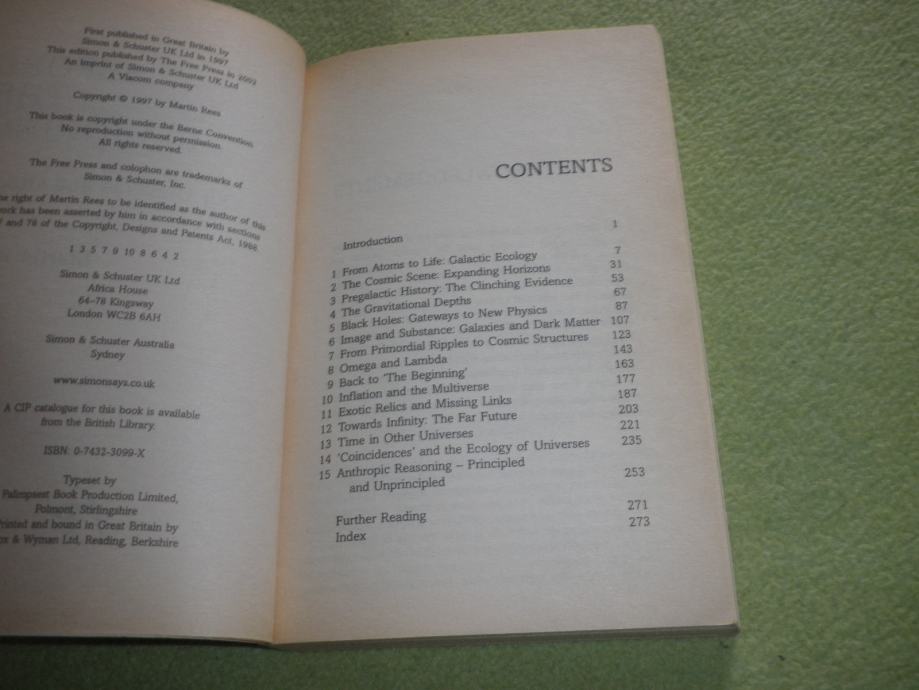 First published in Great Britain by
Simon & Schuster UK Ltd in 1997
This edition published by The Free Press in 2002
An imprint of Simon & Schuster UK Ltd
A Viacom company
Copyright © 1997 by Martin Rees
This book is copyright under the Berne Convention.
No reproduction without permission.
All rights reserved.
The Free Press and colophon are trademarks of
Simon & Schuster, Inc.
right of Martin Rees to be identified as the author of this
has been asserted by him in accordance with sections
and 78 of the Copyright, Designs and Patents Act, 1988.
1 3 5 7 9 10 8 6 4 2
Simon & Schuster UK Ltd
Africa House
64-78 Kingsway
London WC2B 6AH
Simon & Schuster Australia
Sydney
www.simonsays.co.uk
A CIP catalogue for this book is available
from the British Library.
ISBN: 0-7432-3099-X
Typeset by
Palimpsest Book Production Limited,
Polmont, Stirlingshire
and bound in Great Britain by
& Wyman Ltd, Reading, Berkshire
CONTENTS
Introduction 1
1 From Atoms to Life: Galactic Ecology 7
2 The Cosmic Scene: Expanding Horizons 31
3 Pregalactic History: The Clinching Evidence 53
4 The Gravitational Depths 67
5 Black Holes: Gateways to New Physics 87
6 Image and Substance: Galaxies and Dark Matter 107
7 From Primordial Ripples to Cosmic Structures 123
8 Omega and Lambda 143
9 Back to 'The Beginning' 163
10 Inflation and the Multiverse 177
11 Exotic Relics and Missing Links 187
12 Towards Infinity: The Far Future 203
13 Time in Other Universes 221
14 'Coincidences' and the Ecology of Universes 235
15 Anthropic Reasoning – Principled
and Unprincipled 253
Further Reading 271
Index 273